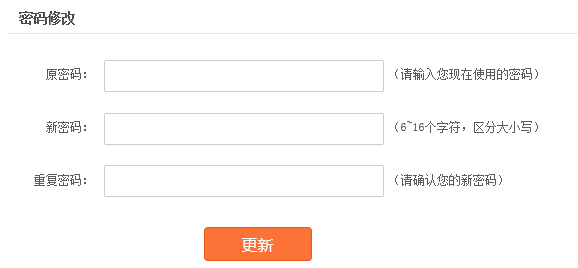 密码修改
原密码： （请输入您现在使用的密码）
新密码： （6~16个字符，区分大小写）
重复密码： （请确认您的新密码）
更新